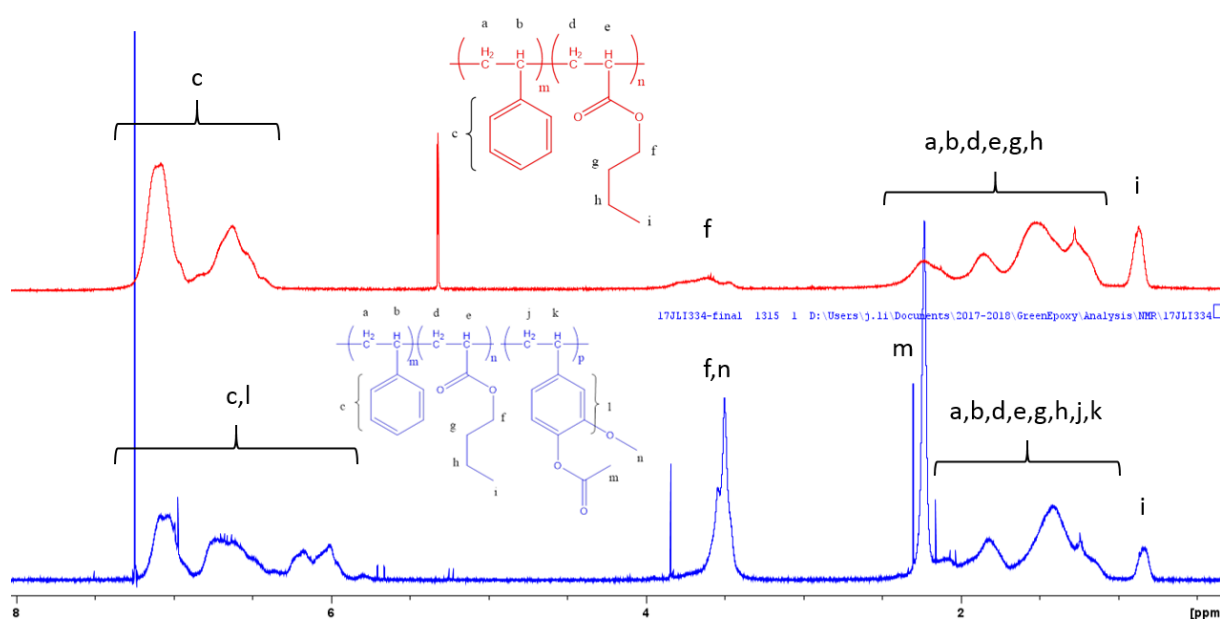 a b d e
H₂ H H₂ H
C C C C
m n
c
O O
c { g f
h
i
a,b,d,e,g,h
i
f
17JLI334-final 1315 1 D:\Users\j.li\Documents\2017-2018\GreenEpoxy\Analysis\NMR\17JLI334
a b d e j k
H₂ H H₂ H H₂ H
C C C C C C
m n p
c { O O } l
g f O
h O n
i m
O
c,l
f,n
m
a,b,d,e,g,h,j,k
i
8 6 4 2 [ppm